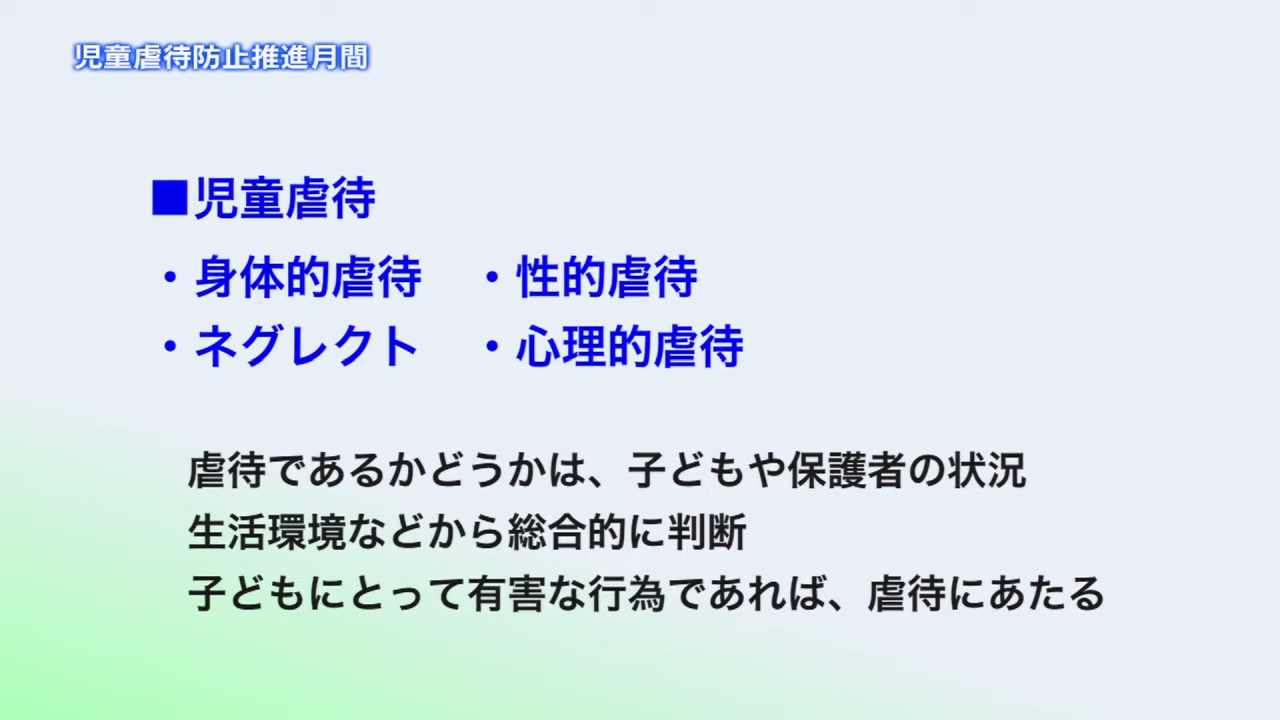 児童虐待防止推進月間
■児童虐待
・身体的虐待　・性的虐待
・ネグレクト　・心理的虐待
虐待であるかどうかは、子どもや保護者の状況
生活環境などから総合的に判断
子どもにとって有害な行為であれば、虐待にあたる